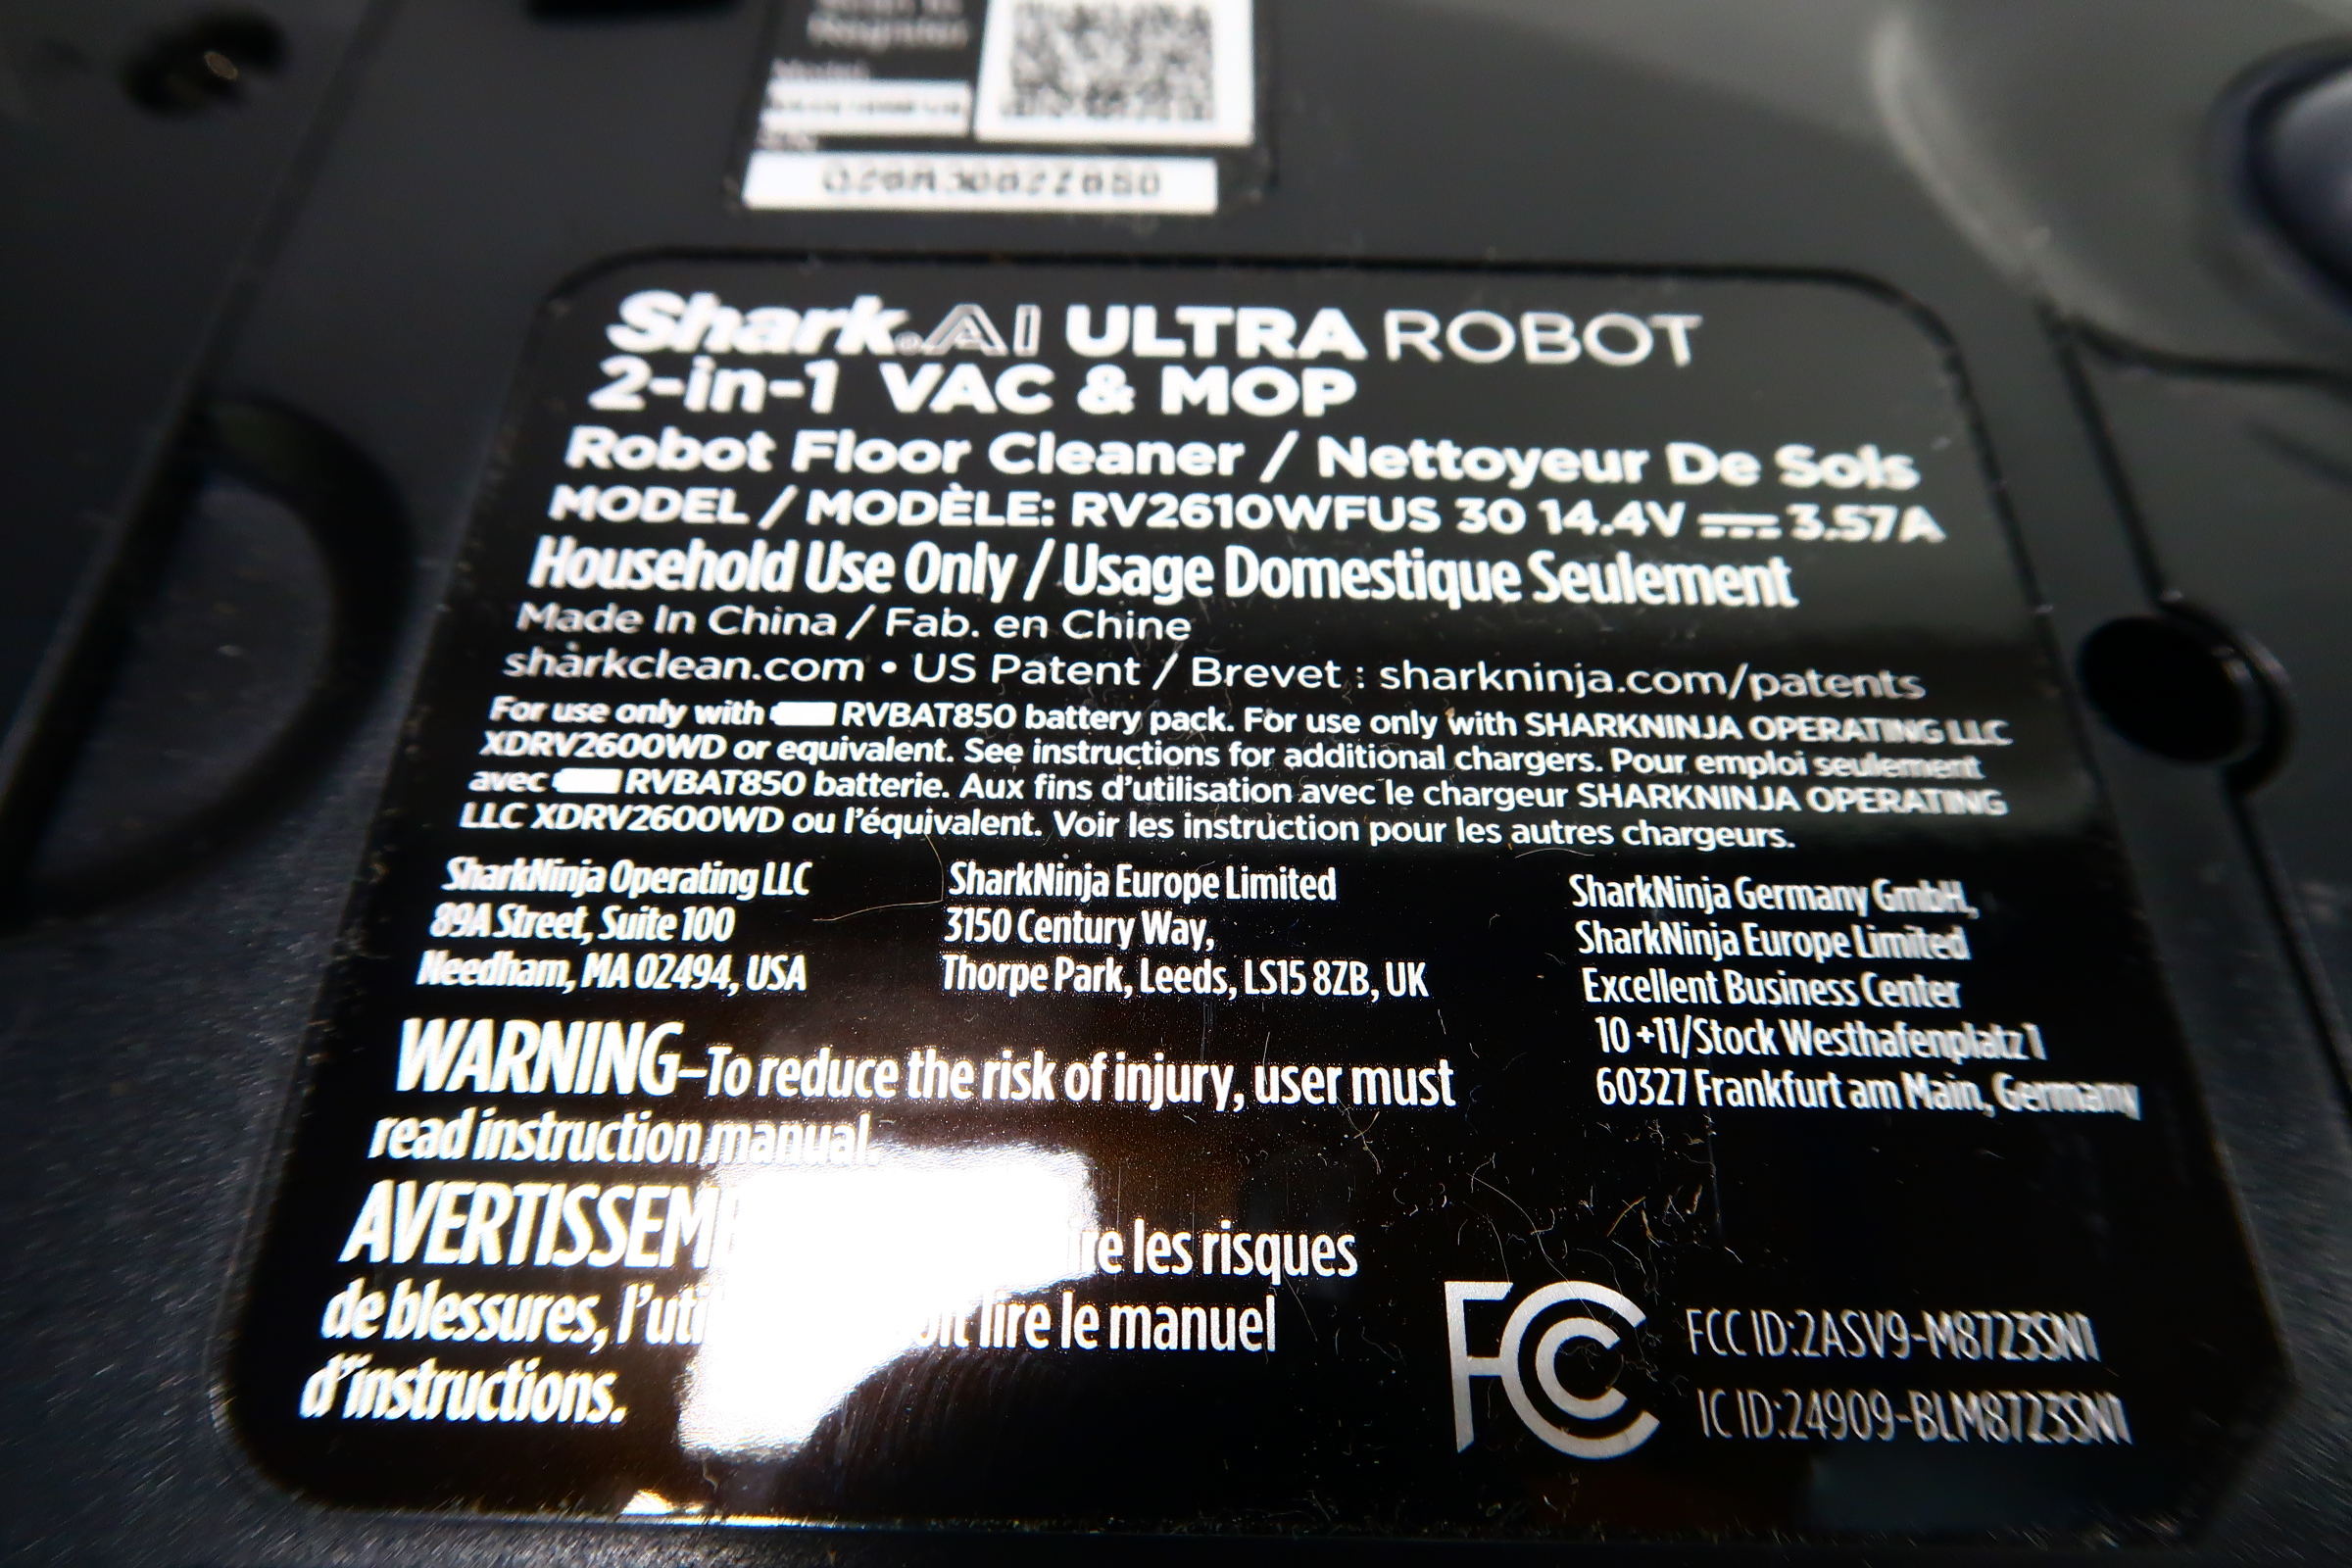 Register
Shark AI ULTRA ROBOT
2-in-1 VAC & MOP
Robot Floor Cleaner / Nettoyeur De Sols
MODEL / MODÈLE: RV2610WFUS 30 14.4V ⎓ 3.57A
Household Use Only / Usage Domestique Seulement
Made In China / Fab. en Chine
sharkclean.com • US Patent / Brevet : sharkninja.com/patents
For use only with RVBAT850 battery pack. For use only with SHARKNINJA OPERATING LLC
XDRV2600WD or equivalent. See instructions for additional chargers. Pour emploi seulement
avec RVBAT850 batterie. Aux fins d'utilisation avec le chargeur SHARKNINJA OPERATING
LLC XDRV2600WD ou l'équivalent. Voir les instruction pour les autres chargeurs.
SharkNinja Operating LLC
89A Street, Suite 100
Needham, MA 02494, USA
SharkNinja Europe Limited
3150 Century Way,
Thorpe Park, Leeds, LS15 8ZB, UK
SharkNinja Germany GmbH,
SharkNinja Europe Limited
Excellent Business Center
10 +11/Stock Westhafenplatz 1
60327 Frankfurt am Main, Germany
WARNING–To reduce the risk of injury, user must
read instruction manual.
les risques
de blessures, lire le manuel
d'instructions.
FC
FCC ID:2ASV9-M8723SN1
IC ID:24909-BLM8723SN1